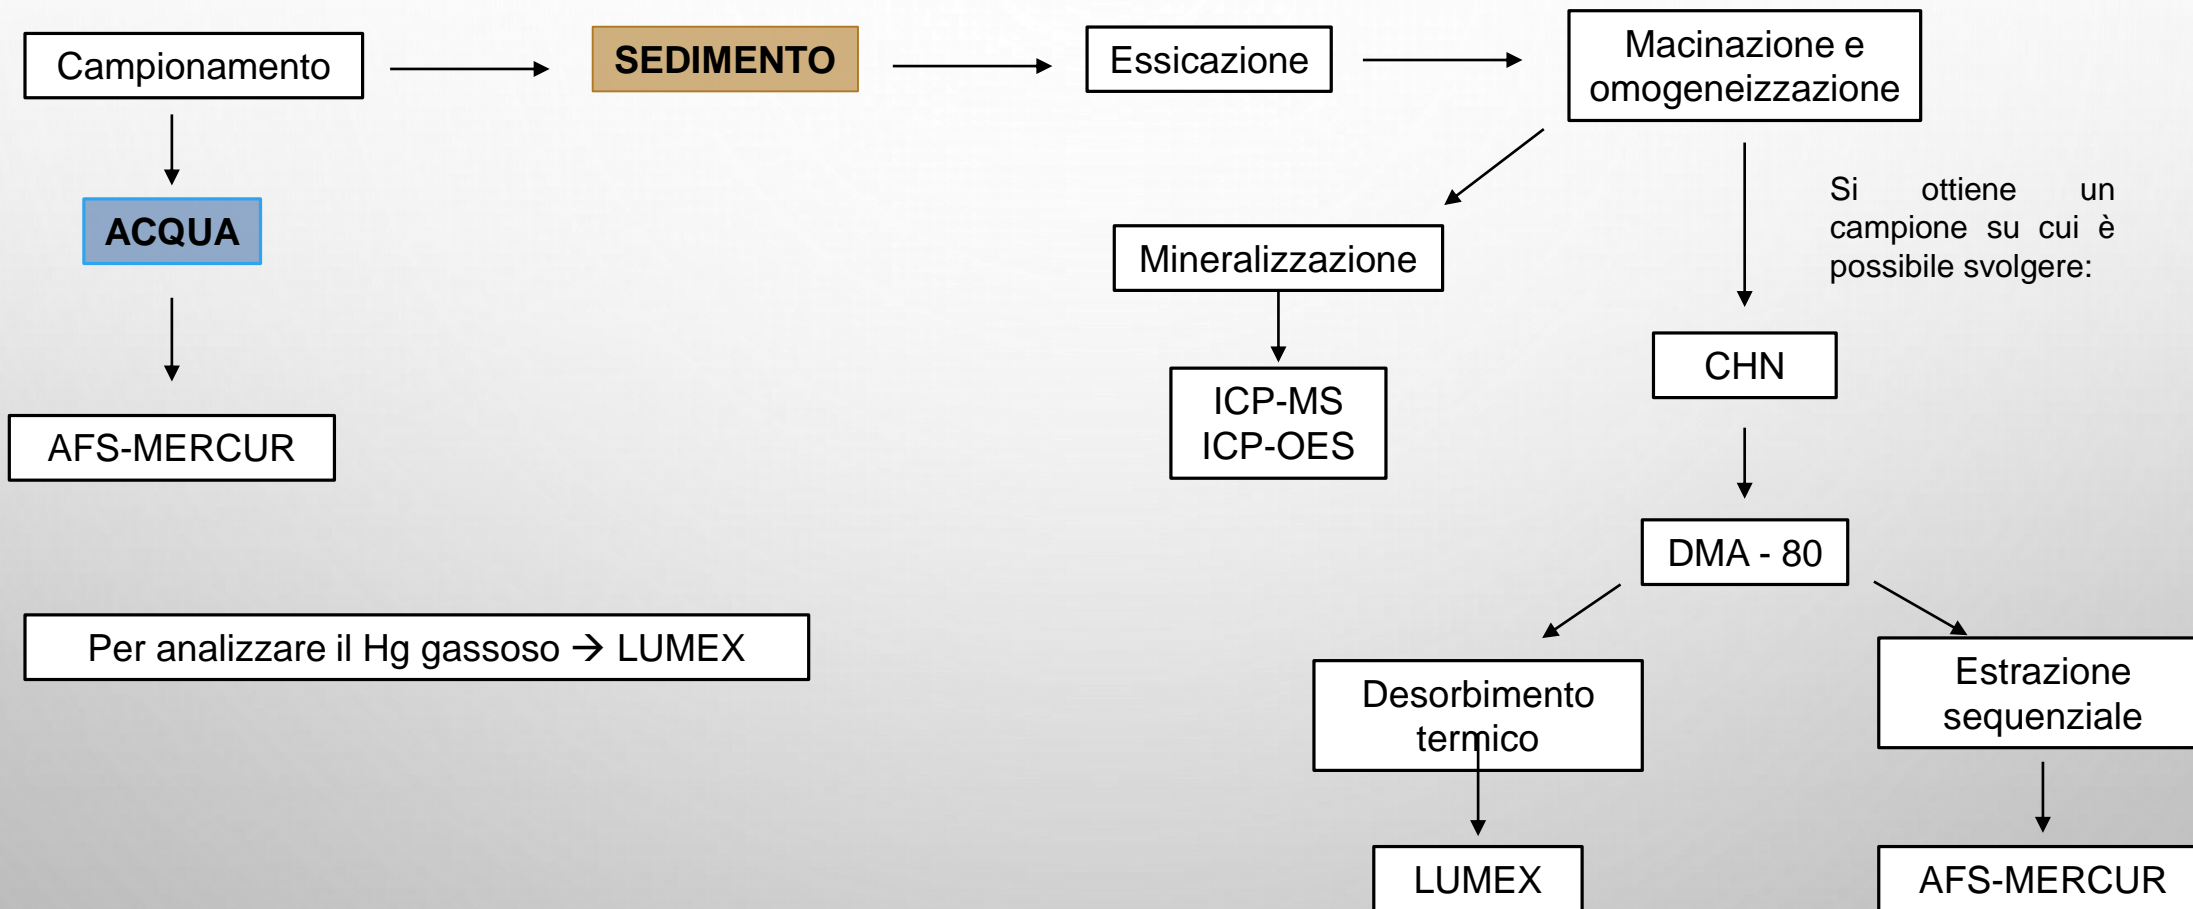 Campionamento
SEDIMENTO
Essicazione
Macinazione e
omogeneizzazione
ACQUA
Si ottiene un
campione su cui è
possibile svolgere:
Mineralizzazione
CHN
ICP-MS
ICP-OES
AFS-MERCUR
DMA - 80
Per analizzare il Hg gassoso → LUMEX
Desorbimento
termico
Estrazione
sequenziale
LUMEX
AFS-MERCUR